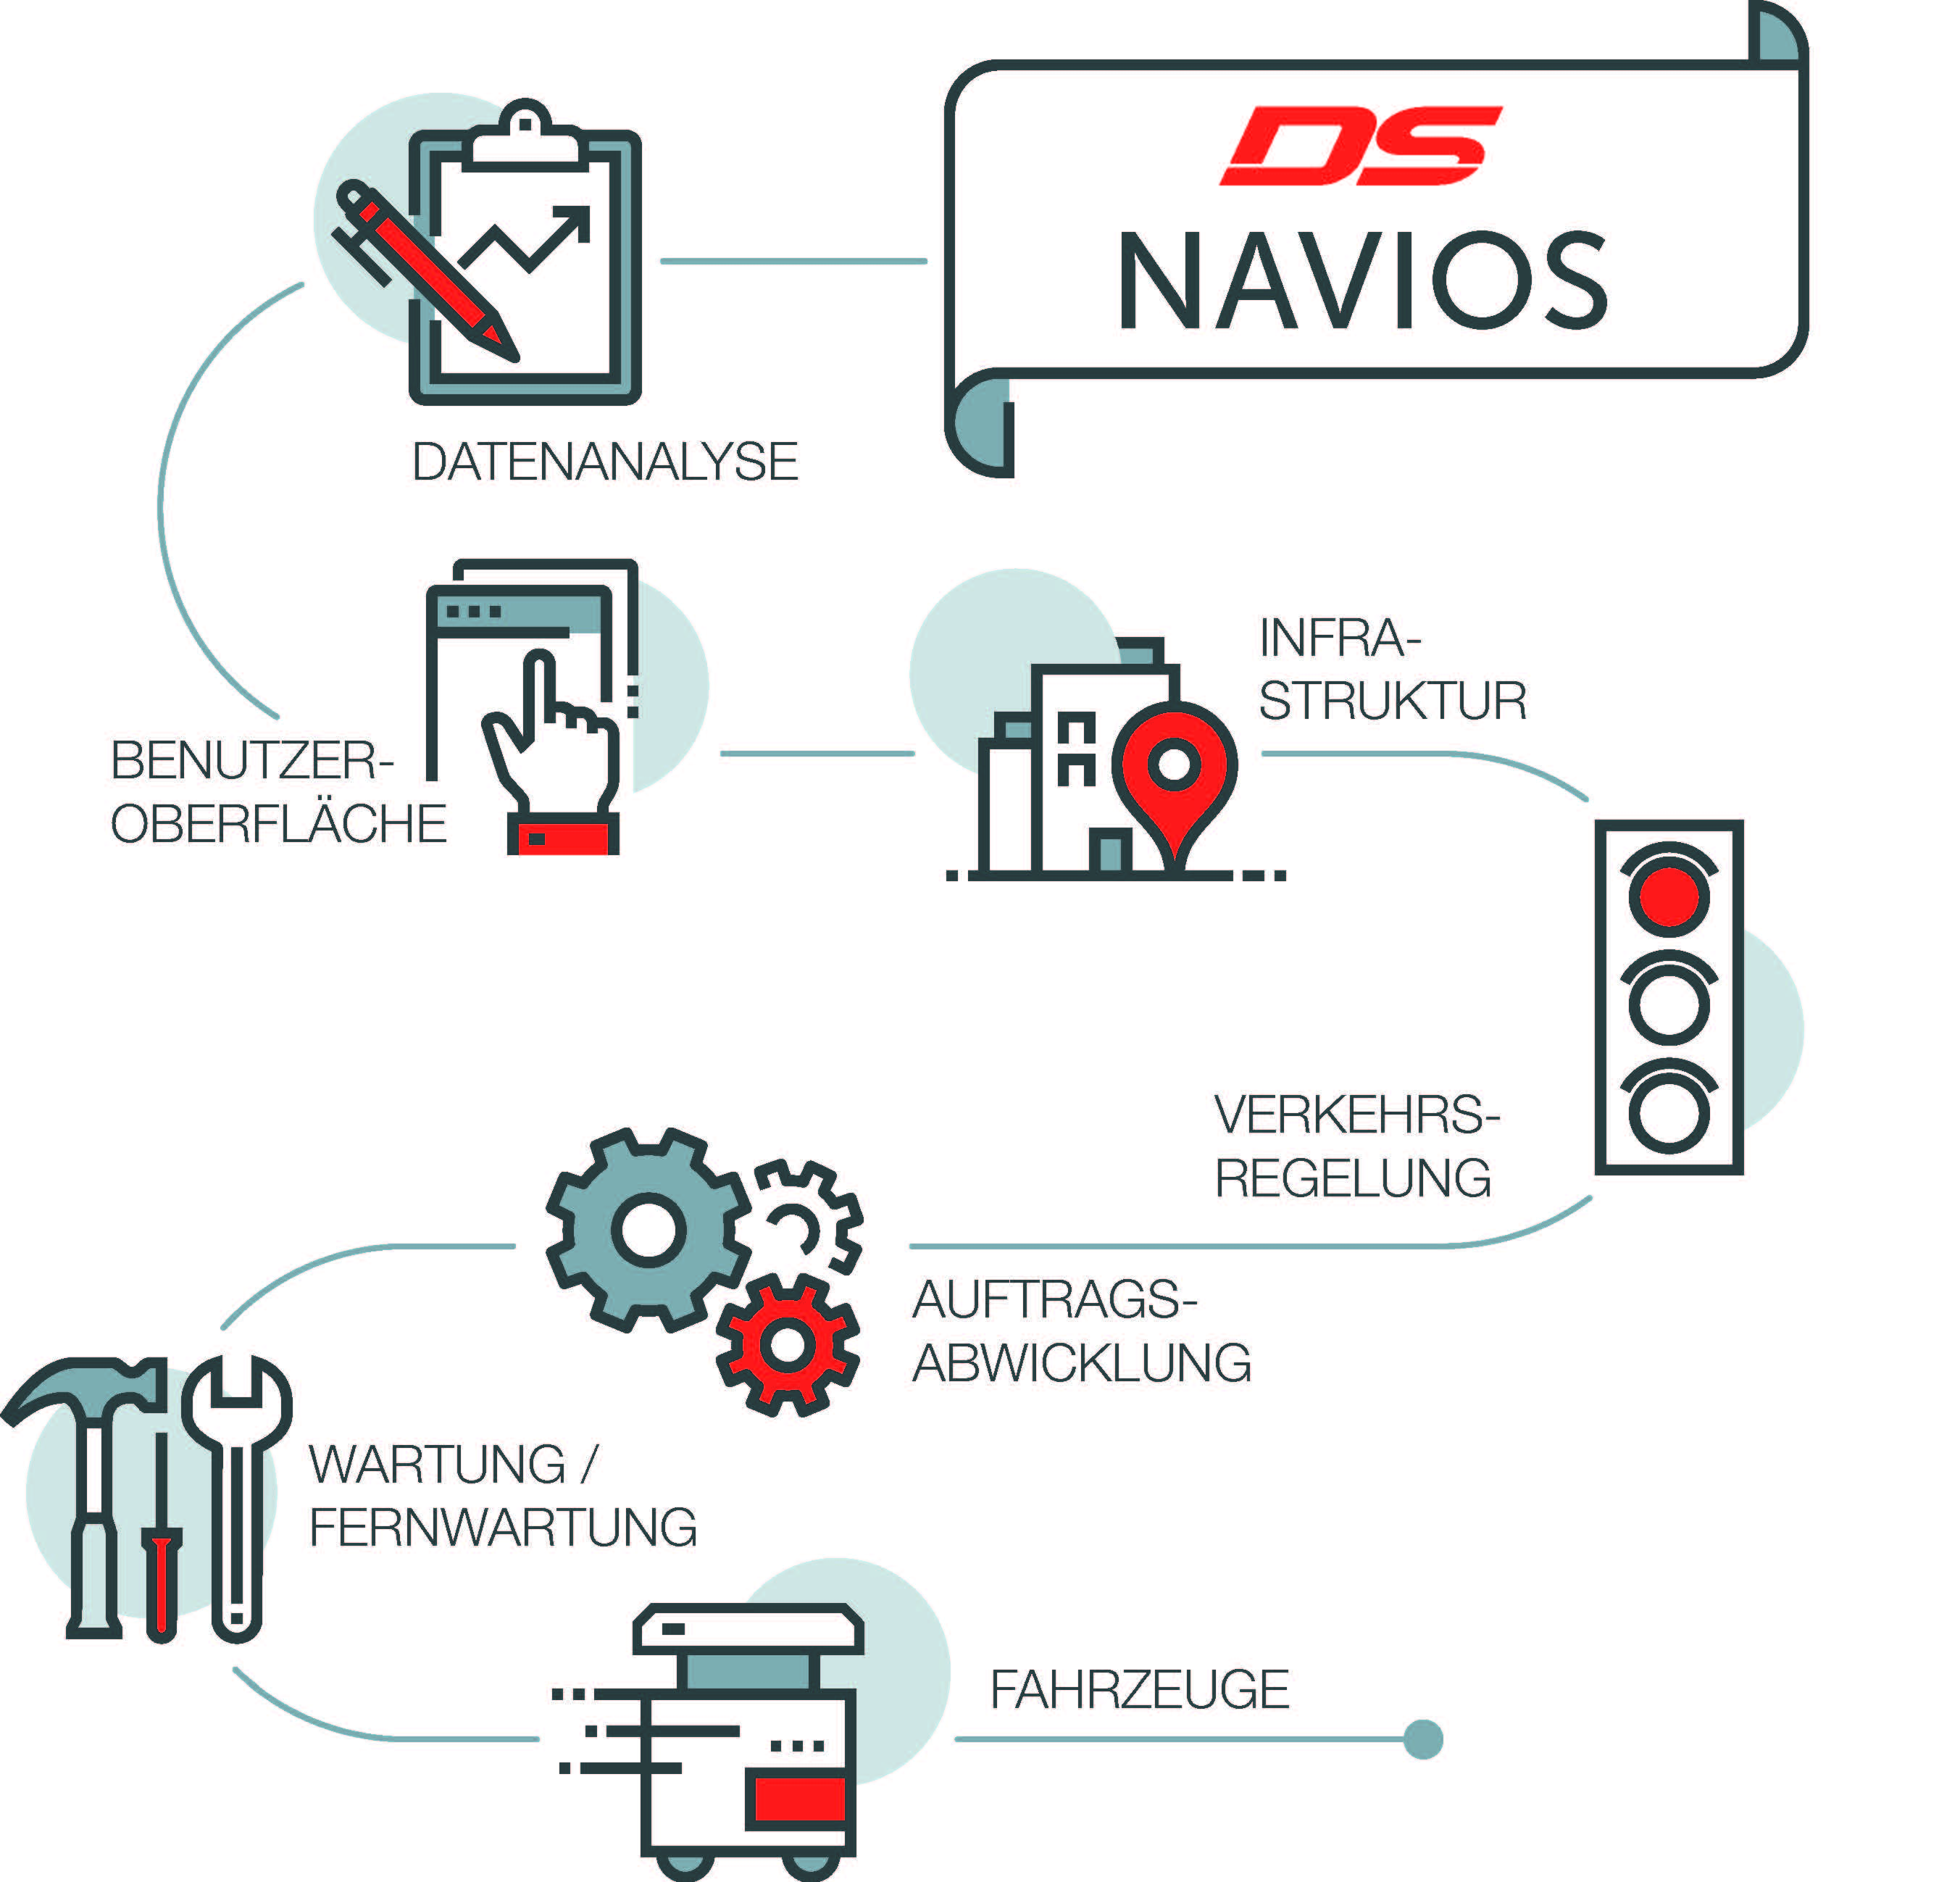 DS
NAVIOS
DATENANALYSE
BENUTZER-
OBERFLÄCHE
INFRA-
STRUKTUR
VERKEHRS-
REGELUNG
AUFTRAGS-
ABWICKLUNG
WARTUNG /
FERNWARTUNG
FAHRZEUGE